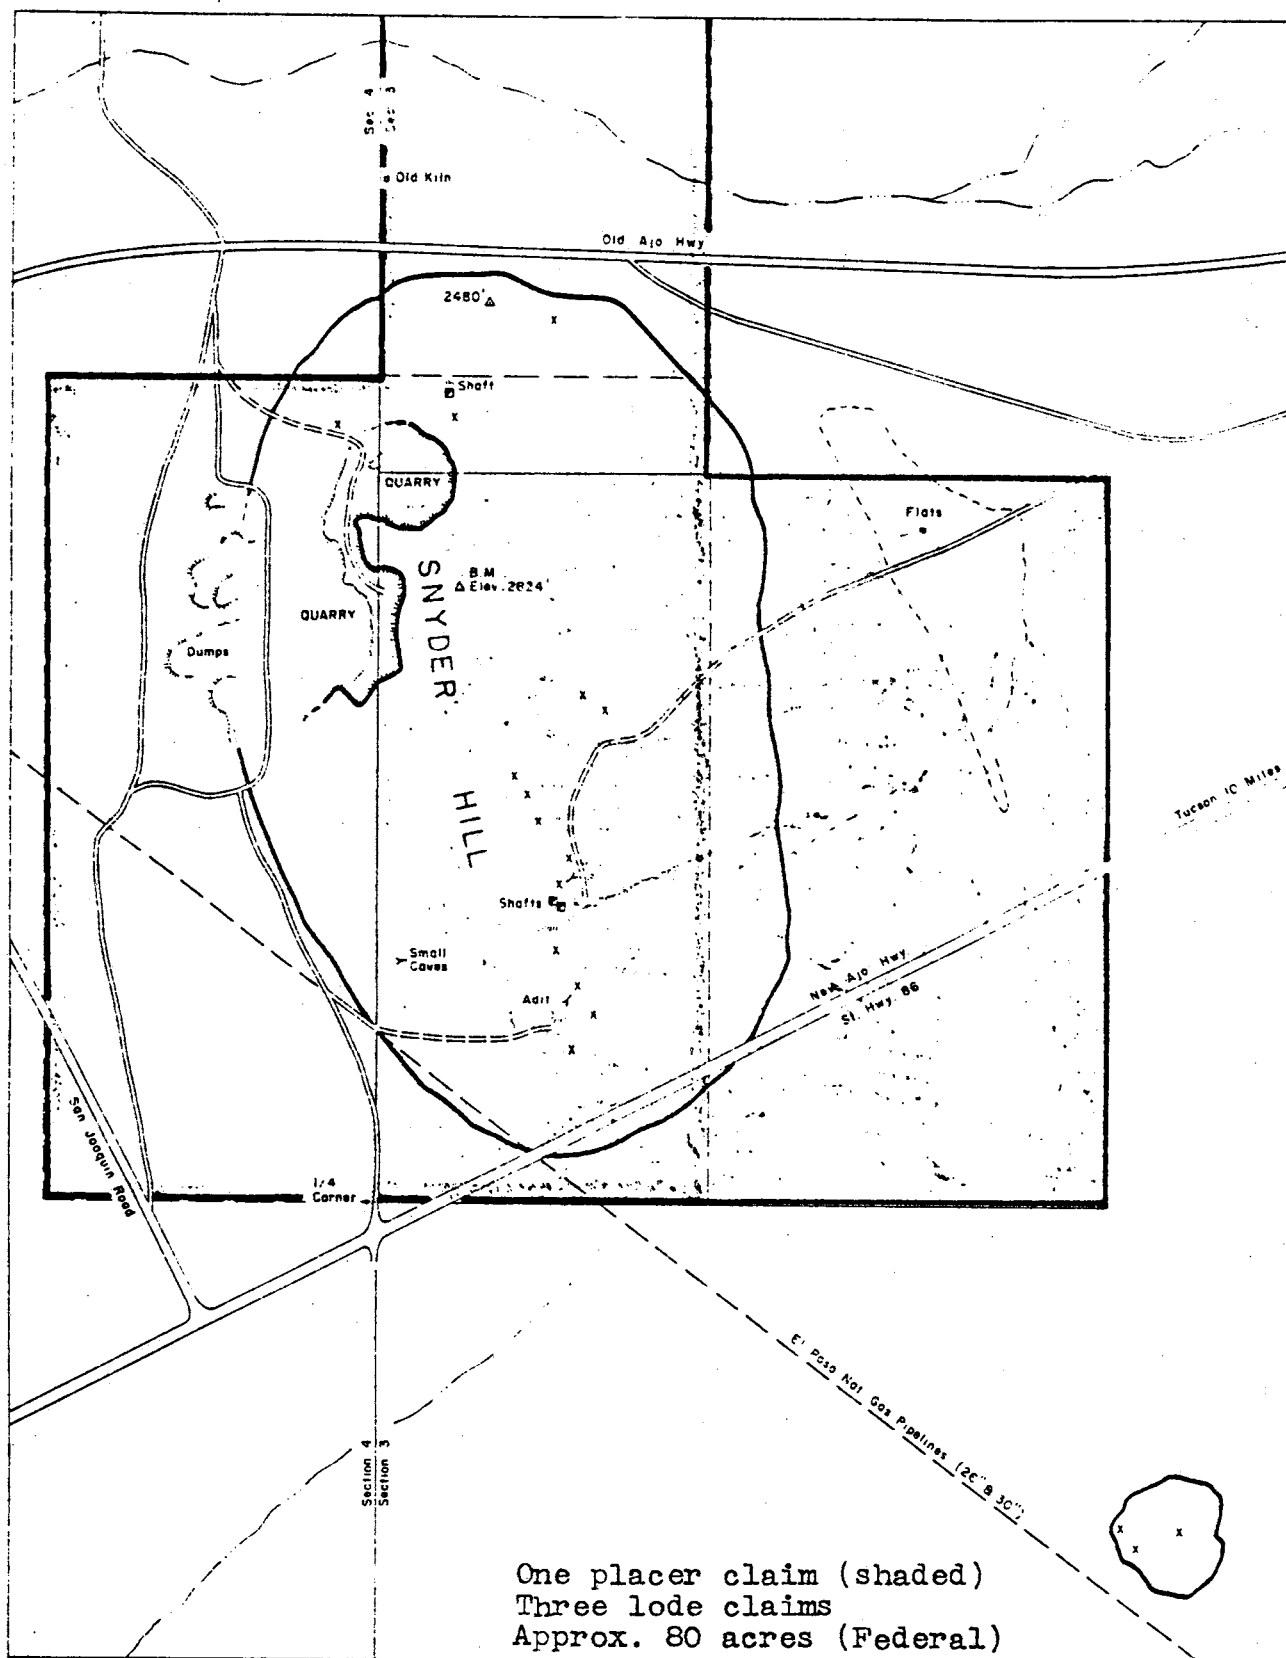 Sec 4
Sec 3
Old Kiln
Old Ajo Hwy
2480'
Shaft
QUARRY
Flats
B.M.
Elev. 2824'
SNYDER
HILL
QUARRY
Dumps
Tucson 10 Miles
Shafts
Small
Caves
Adit
New Ajo Hwy
St. Hwy. 86
San Joaquin Road
1/4
Corner
El Paso Nat Gas Pipelines (26" & 30")
Section 4
Section 3
One placer claim (shaded)
Three lode claims
Approx. 80 acres (Federal)